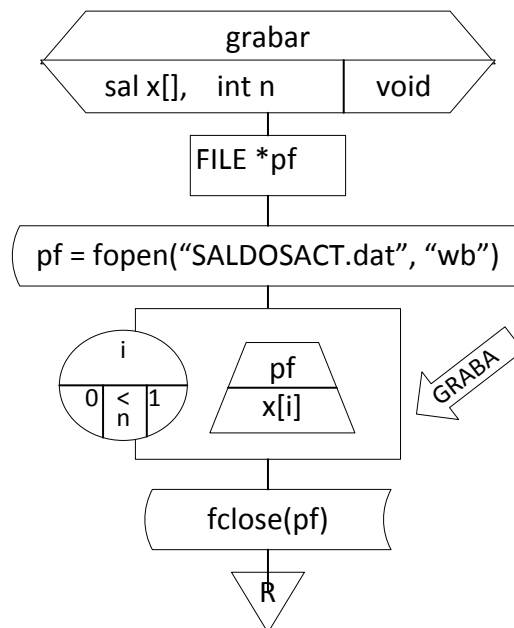 grabar
sal x[], int n void
FILE *pf
pf = fopen(“SALDOSACT.dat”, “wb”)
i
0 < 1
n
pf
x[i]
GRABA
fclose(pf)
R